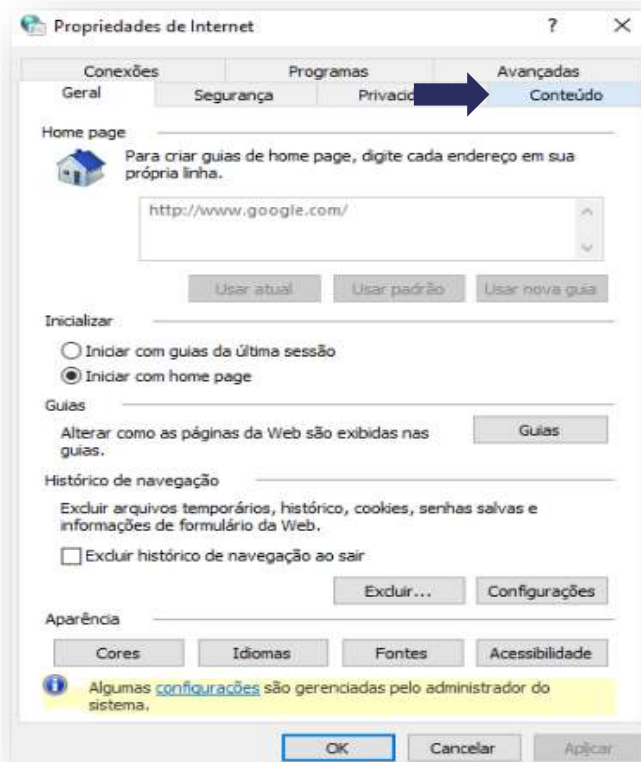 Propriedades de Internet
Conexões Programas Avançadas
Geral Segurança Conteúdo
Home page
Para criar guias de home page, digite cada endereço em sua
própria linha.
http://www.google.com/
Usar atual Usar padrão Usar nova guia
Inicializar
Iniciar com guias da última sessão
Iniciar com home page
Guias
Alterar como as páginas da Web são exibidas nas
guias.
Guias
Histórico de navegação
Excluir arquivos temporários, histórico, cookies, senhas salvas e
informações de formulário da Web.
Excluir histórico de navegação ao sair
Excluir... Configurações
Aparência
Cores Idiomas Fontes Acessibilidade
Algumas configurações são gerenciadas pelo administrador do
sistema.
OK Cancelar Aplicar